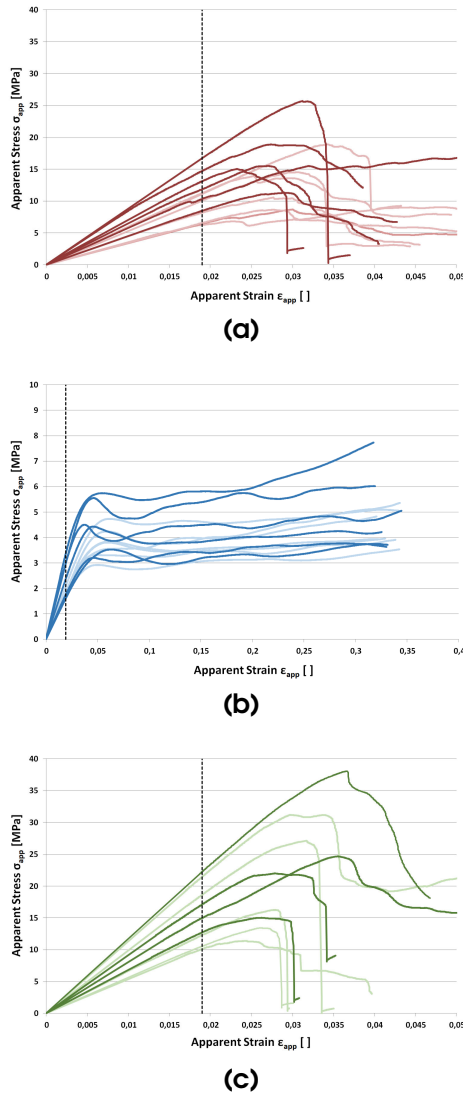 Apparent Stress σapp [MPa]
40
35
30
25
20
15
10
5
0
0 0,005 0,01 0,015 0,02 0,025 0,03 0,035 0,04 0,045 0,05
Apparent Strain εapp [ ]
(a)
Apparent Stress σapp [MPa]
10
9
8
7
6
5
4
3
2
1
0
0 0,05 0,1 0,15 0,2 0,25 0,3 0,35 0,4
Apparent Strain εapp [ ]
(b)
Apparent Stress σapp [MPa]
40
35
30
25
20
15
10
5
0
0 0,005 0,01 0,015 0,02 0,025 0,03 0,035 0,04 0,045 0,05
Apparent Strain εapp [ ]
(c)